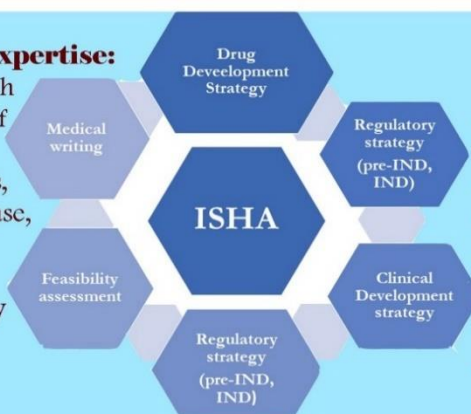 xpertise:
h
f
s,
use,
y
Drug
Deveelopment
Strategy
Medical
writing
Regulatory
strategy
(pre-IND,
IND)
ISHA
Feasibility
assessment
Clinical
Development
strategy
Regulatory
strategy
(pre-IND,
IND)